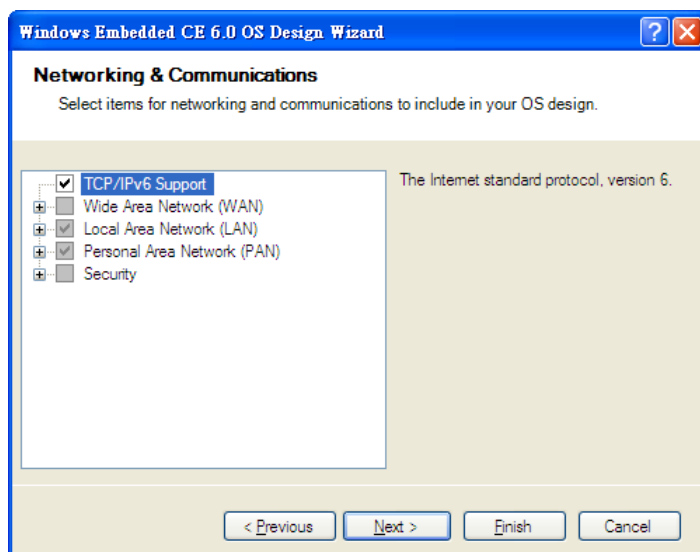 Windows Embedded CE 6.0 OS Design Wizard
Networking & Communications
Select items for networking and communications to include in your OS design.
TCP/IPv6 Support
Wide Area Network (WAN)
Local Area Network (LAN)
Personal Area Network (PAN)
Security
The Internet standard protocol, version 6.
< Previous
Next >
Finish
Cancel